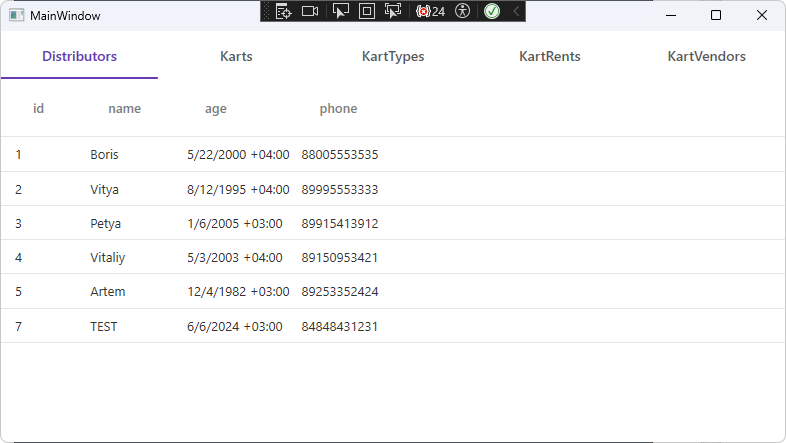 MainWindow
24
Distributors Karts KartTypes KartRents KartVendors
id name age phone
1 Boris 5/22/2000 +04:00 88005553535
2 Vitya 8/12/1995 +04:00 89995553333
3 Petya 1/6/2005 +03:00 89915413912
4 Vitaliy 5/3/2003 +04:00 89150953421
5 Artem 12/4/1982 +03:00 89253352424
7 TEST 6/6/2024 +03:00 84848431231